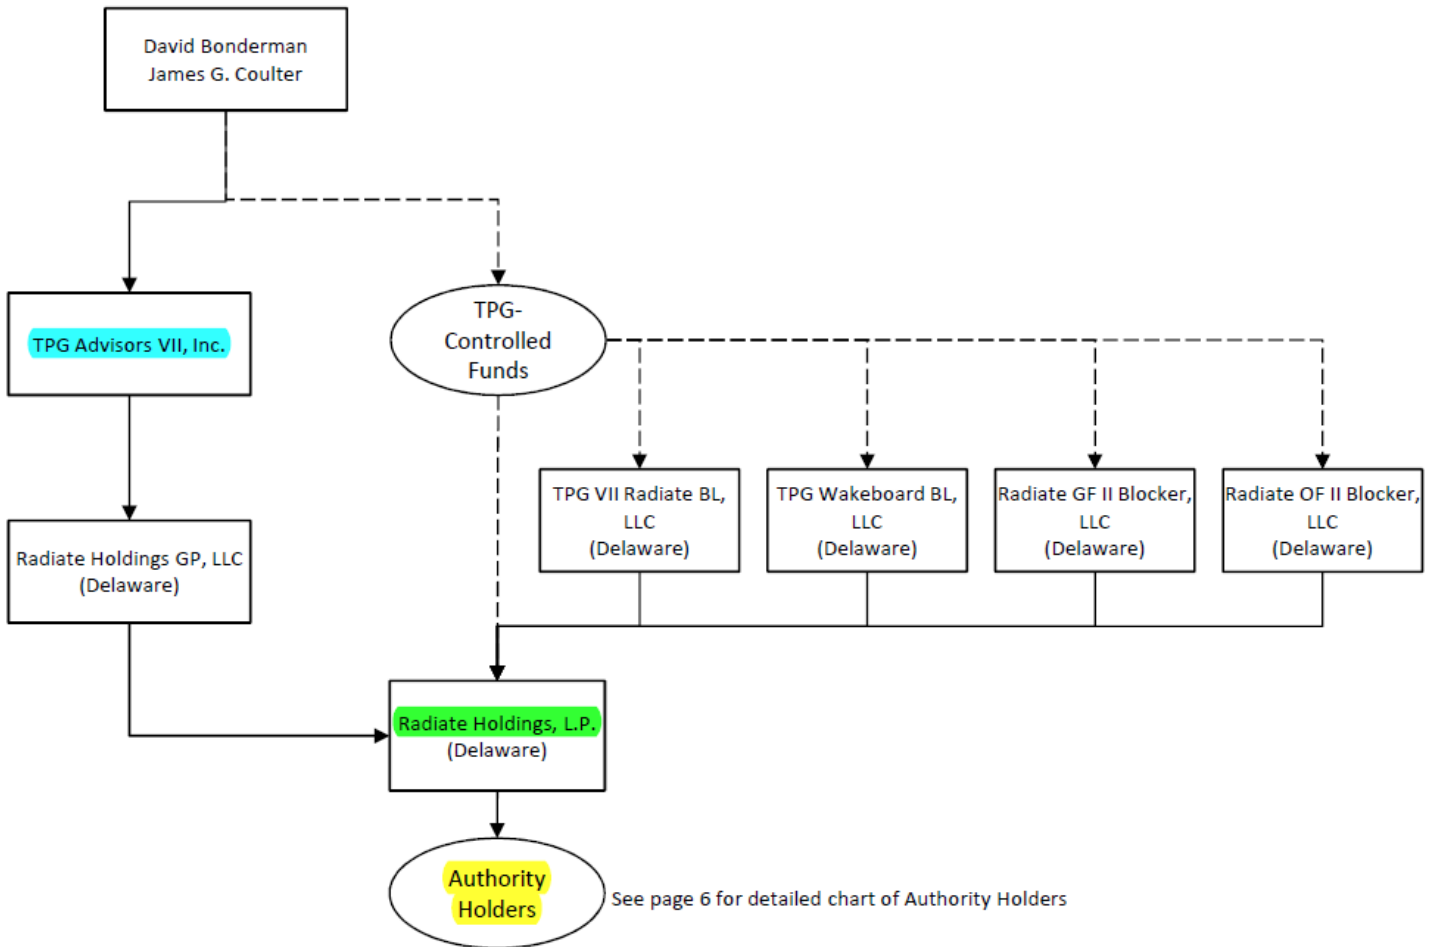 David Bonderman
James G. Coulter
TPG Advisors VII, Inc.
TPG-
Controlled
Funds
TPG VII Radiate BL,
LLC
(Delaware)
TPG Wakeboard BL,
LLC
(Delaware)
Radiate GF II Blocker,
LLC
(Delaware)
Radiate OF II Blocker,
LLC
(Delaware)
Radiate Holdings GP, LLC
(Delaware)
Radiate Holdings, L.P.
(Delaware)
Authority
Holders
See page 6 for detailed chart of Authority Holders